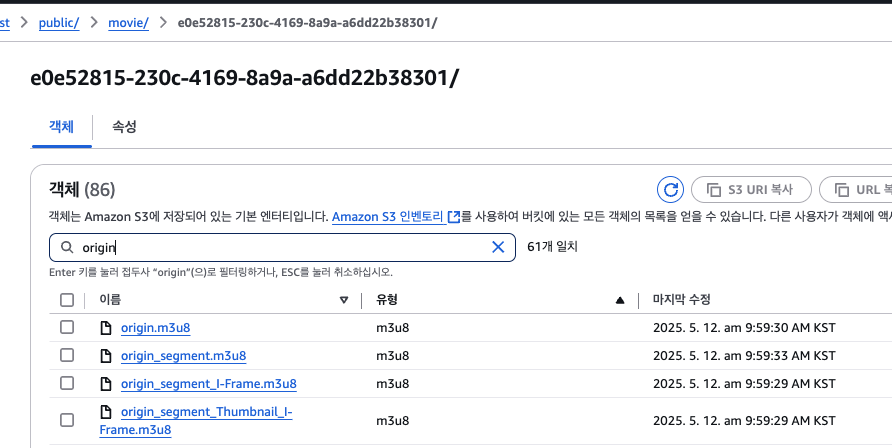 st > public/ > movie/ > e0e52815-230c-4169-8a9a-a6dd22b38301/
e0e52815-230c-4169-8a9a-a6dd22b38301/
객체 속성
객체 (86) S3 URI 복사 URL 복
객체는 Amazon S3에 저장되어 있는 기본 엔터티입니다. Amazon S3 인벤토리를 사용하여 버킷에 있는 모든 객체의 목록을 얻을 수 있습니다. 다른 사용자가 객체에 액세
origin 61개 일치
Enter 키를 눌러 접두사 “origin”(으)로 필터링하거나, ESC를 눌러 취소하십시오.
이름 유형 마지막 수정
origin.m3u8 m3u8 2025. 5. 12. am 9:59:30 AM KST
origin_segment.m3u8 m3u8 2025. 5. 12. am 9:59:33 AM KST
origin_segment_I-Frame.m3u8 m3u8 2025. 5. 12. am 9:59:29 AM KST
origin_segment_Thumbnail_I-
Frame.m3u8 m3u8 2025. 5. 12. am 9:59:29 AM KST